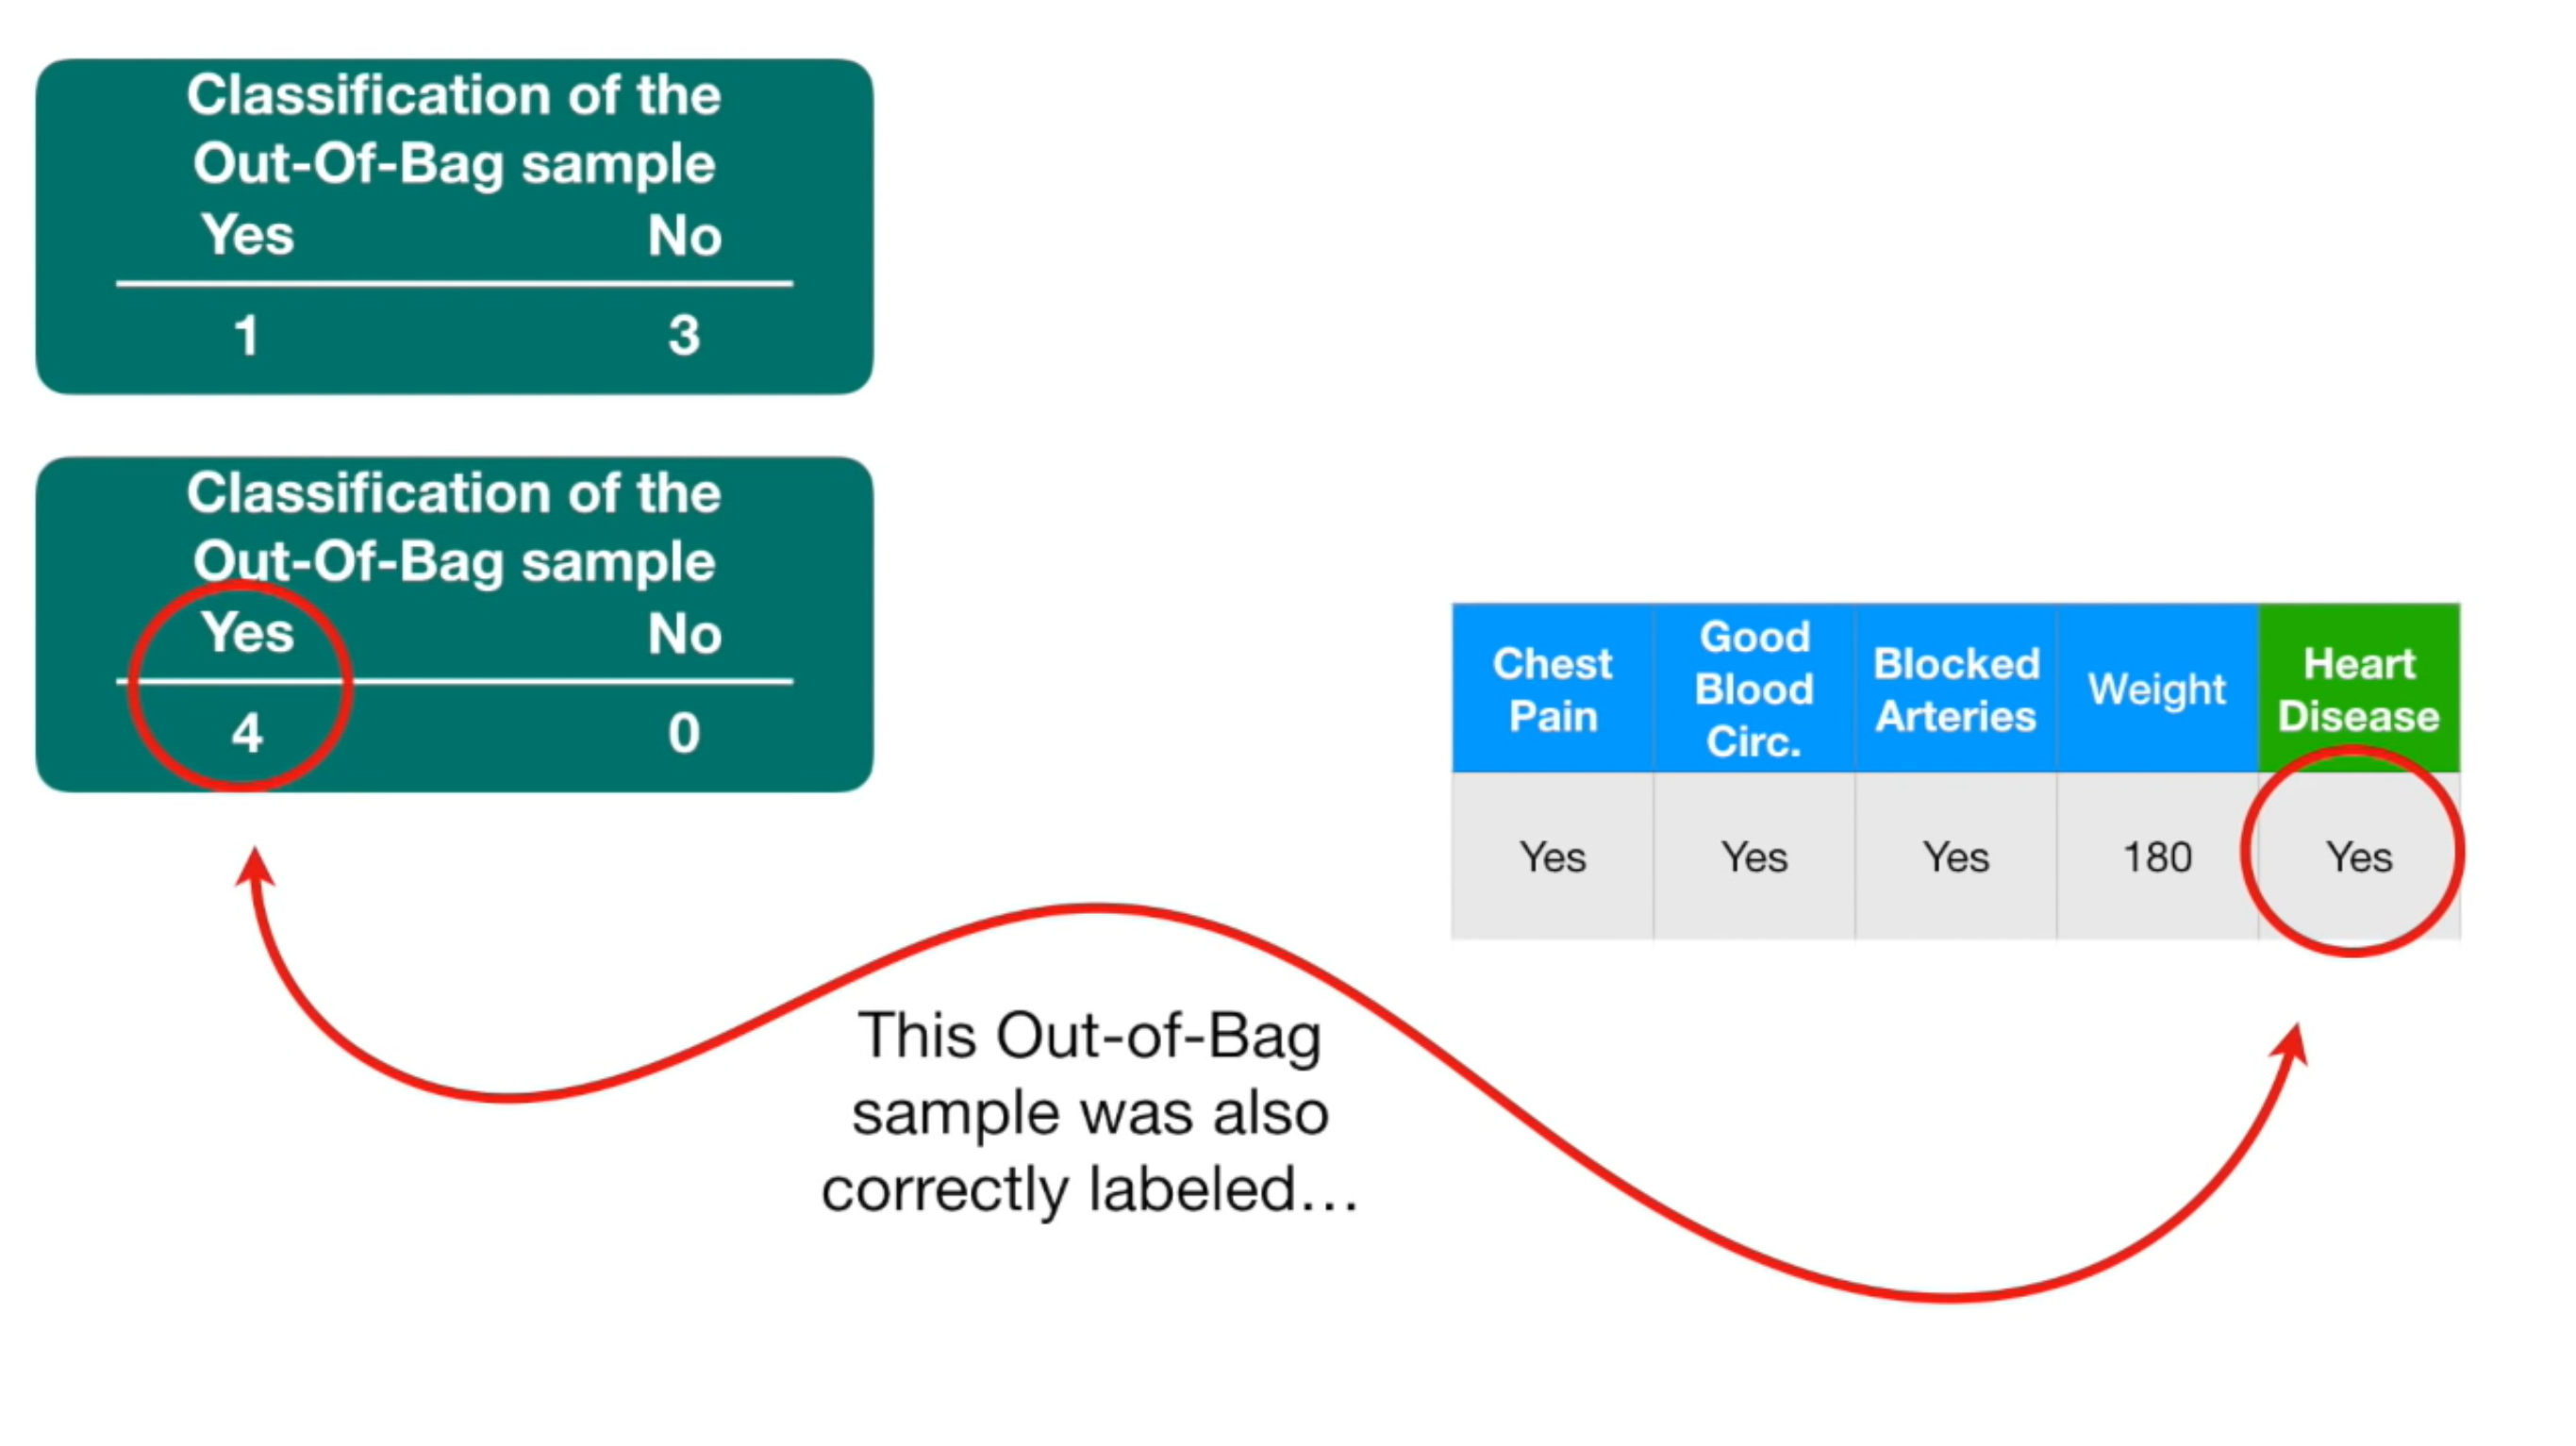 Classification of the
Out-Of-Bag sample
Yes No
1 3
Classification of the
Out-Of-Bag sample
Yes No
4 0
Chest Pain Good Blood Circ. Blocked Arteries Weight Heart Disease
Yes Yes Yes 180 Yes
This Out-of-Bag
sample was also
correctly labeled...